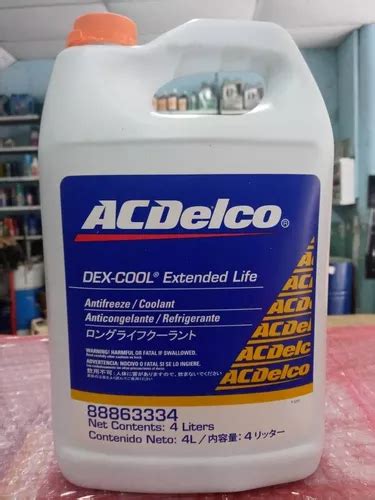 ACDelco®
DEX-COOL® Extended Life
Antifreeze / Coolant
Anticongelante / Refrigerante
ロングライフクーラント
WARNING! HARMFUL OR FATAL IF SWALLOWED.
ADVERTENCIA: NOCIVO O FATAL SI SE LO INGIERE.
88863334
Net Contents: 4 Liters
Contenido Neto: 4L／内容量: 4 リッター
ACDelco
ACDelco
ACDelco
ACDelco
ACDelc
ACDelco